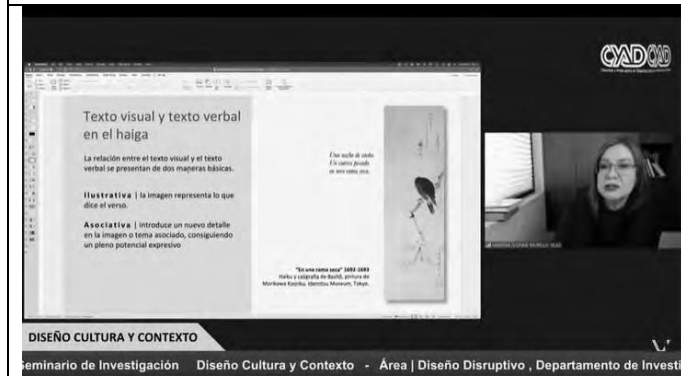 CYAD CYAD
Texto visual y texto verbal
en el haiga
La relación entre el texto visual y el texto
verbal se presentan de dos maneras básicas.
Ilustrativa | la imagen representa lo que
dice el verso.
Asociativa | introduce un nuevo detalle
en la imagen o tema asociado, consiguiendo
un pleno potencial expresivo
Una noche de otoño.
Un cuervo posado
en una rama seca.
"En una rama seca" 1692-1693
Haiku y caligrafía de Bashō, pintura de
Morikawa Kyoriku. Idemitsu Museum, Tokyo.
DISEÑO CULTURA Y CONTEXTO
Seminario de Investigación Diseño Cultura y Contexto - Área | Diseño Disruptivo , Departamento de Investi